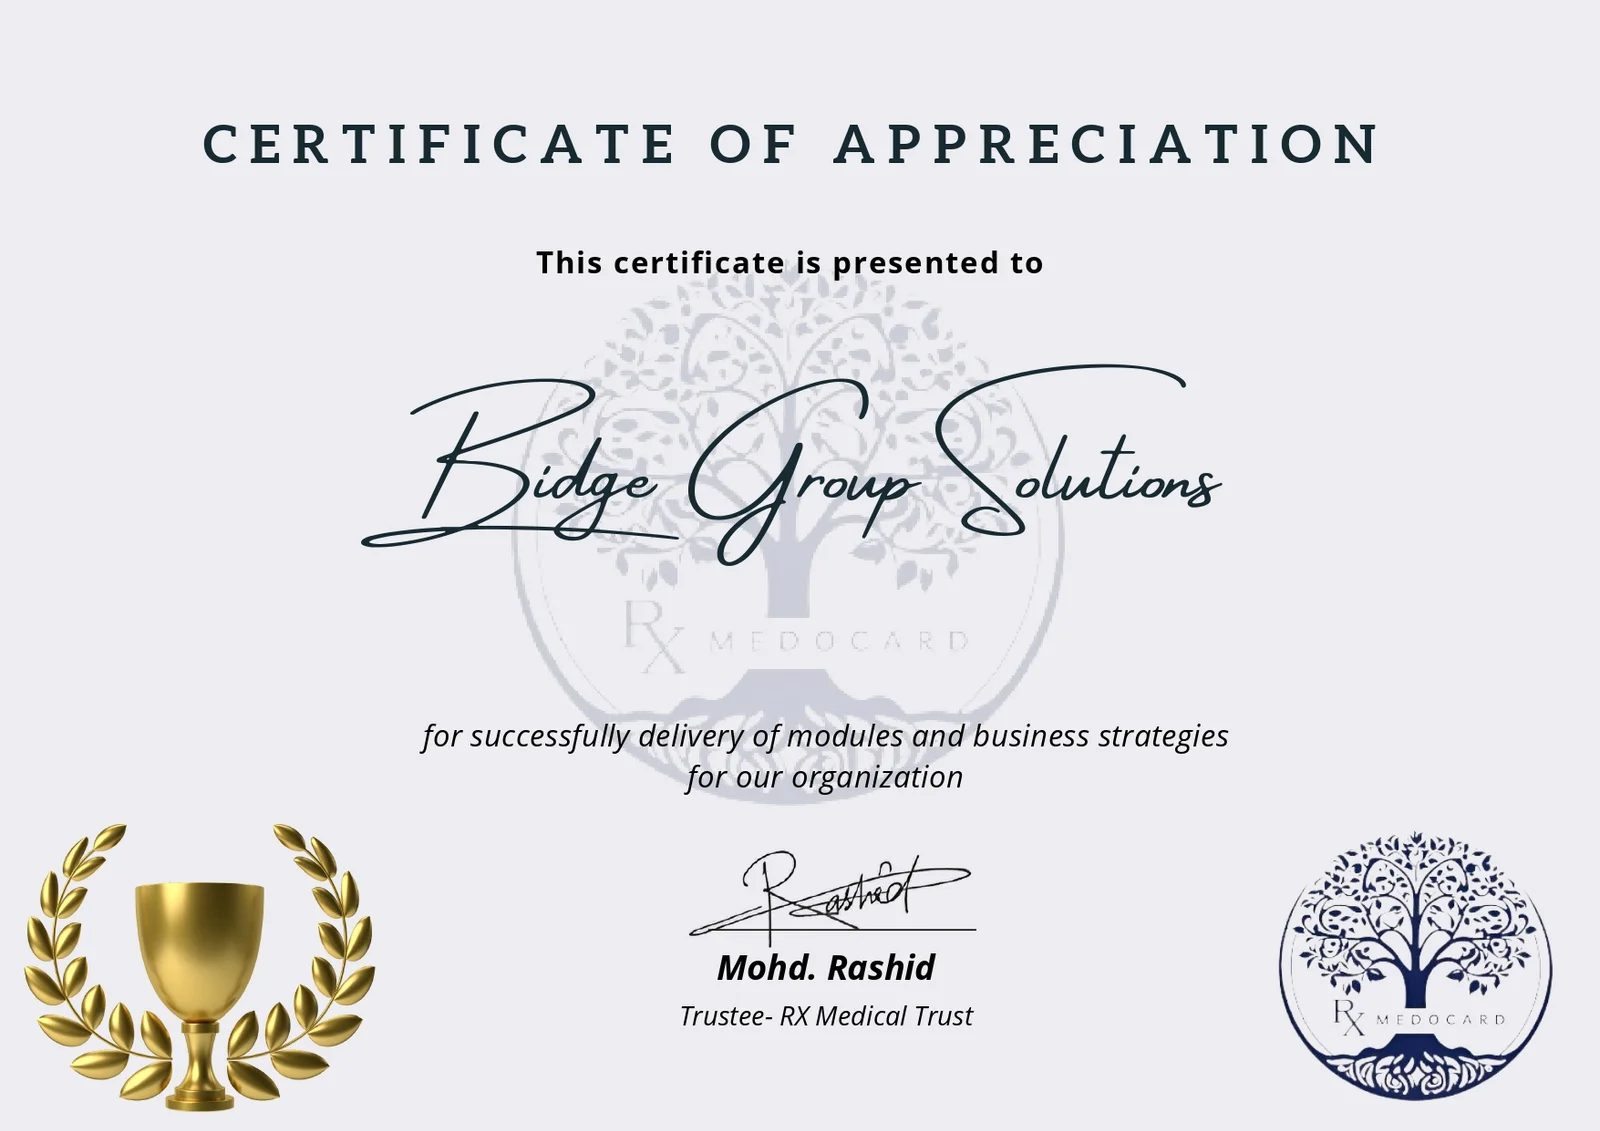 CERTIFICATE OF APPRECIATION
This certificate is presented to
Bidge Group Solutions
RX MEDOCARD
for successfully delivery of modules and business strategies
for our organization
Rashid
Mohd. Rashid
Trustee- RX Medical Trust
RX MEDOCARD